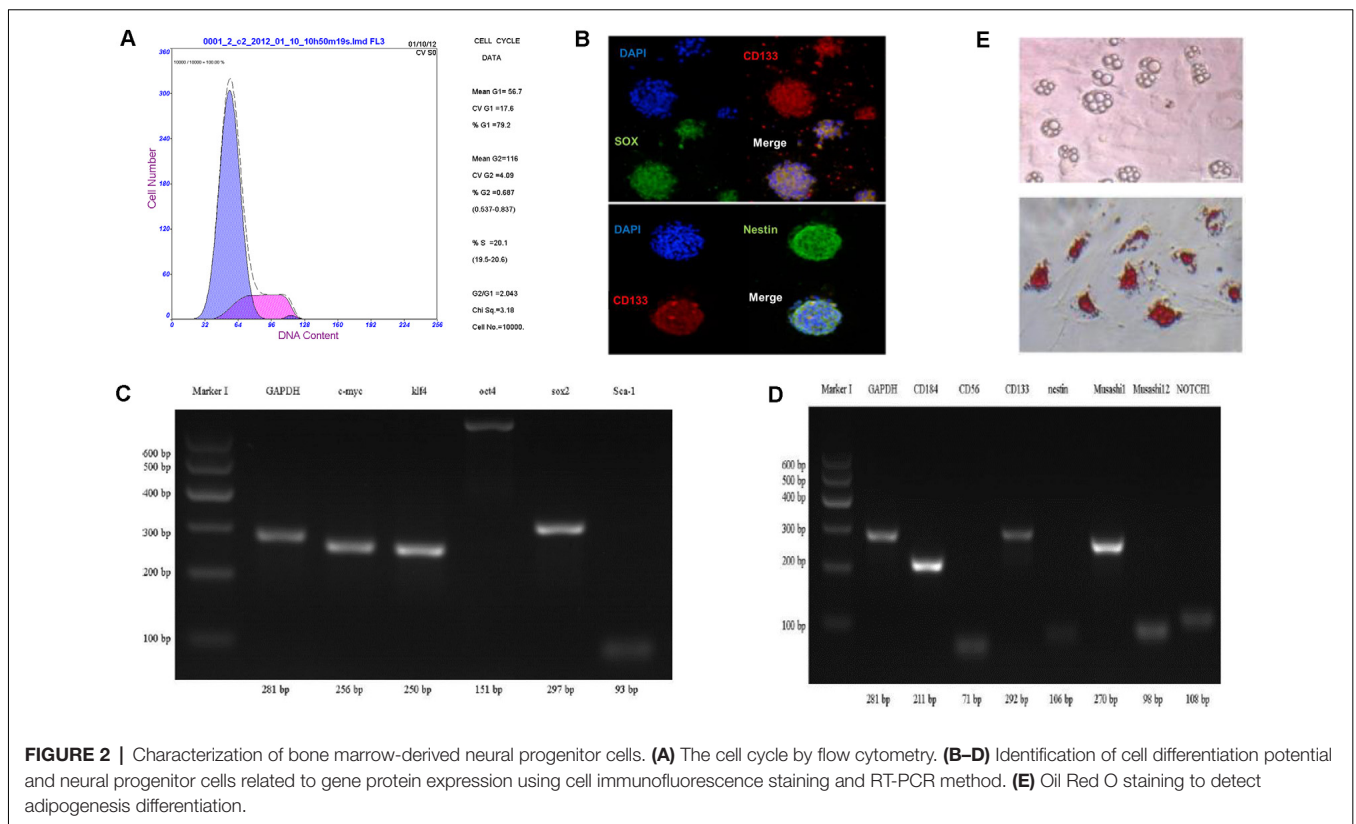 A
0001_2_c2_2012_01_10_10h50m19s.lmd FL3
01/10/12
CV S0
10000 / 10000 = 100.00 %
360
300
240
180
120
60
0
Cell Number
0 32 64 96 128 160 192 224 256
DNA Content
CELL CYCLE
DATA
Mean G1= 56.7
CV G1 =17.6
% G1 =79.2
Mean G2=116
CV G2 =4.09
% G2 =0.687
(0.537-0.837)
% S =20.1
(19.5-20.6)
G2/G1 =2.043
Chi Sq.=3.18
Cell No.=10000.
B
DAPI CD133
SOX Merge
DAPI Nestin
CD133 Merge
E
C
Marker I GAPDH c-myc klf4 oct4 sox2 Sca-1
600 bp
500 bp
400 bp
300 bp
200 bp
100 bp
281 bp 256 bp 250 bp 151 bp 297 bp 93 bp
D
Marker I GAPDH CD184 CD56 CD133 nestin Musashi1 Musashi12 NOTCH1
600 bp
500 bp
400 bp
300 bp
200 bp
100 bp
281 bp 211 bp 71 bp 292 bp 106 bp 270 bp 98 bp 108 bp
FIGURE 2 | Characterization of bone marrow-derived neural progenitor cells. (A) The cell cycle by flow cytometry. (B–D) Identification of cell differentiation potential
and neural progenitor cells related to gene protein expression using cell immunofluorescence staining and RT-PCR method. (E) Oil Red O staining to detect
adipogenesis differentiation.